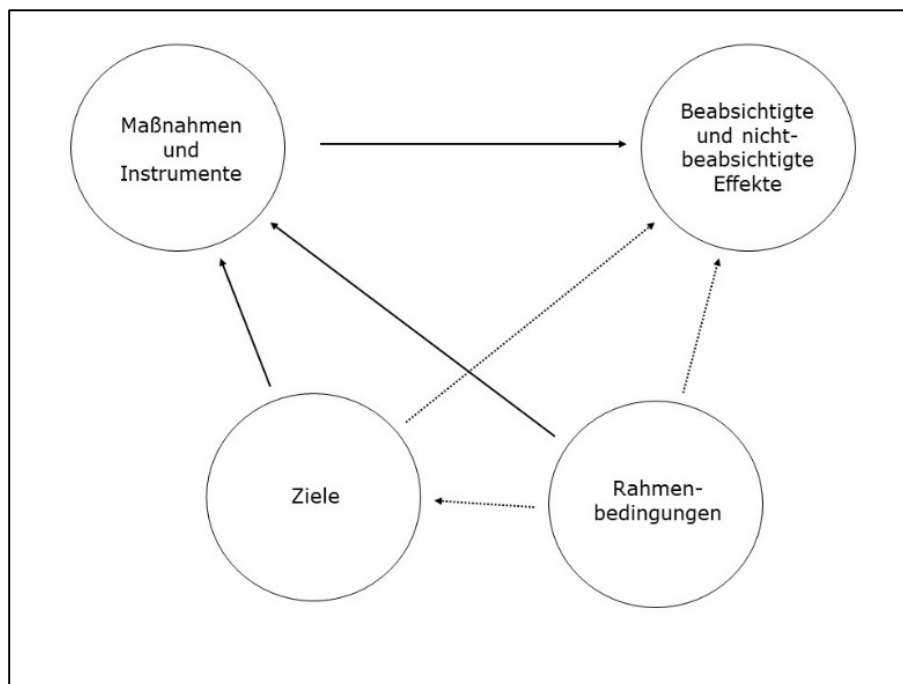 Maßnahmen
und
Instrumente
Beabsichtigte
und nicht-
beabsichtigte
Effekte
Ziele
Rahmen-
bedingungen